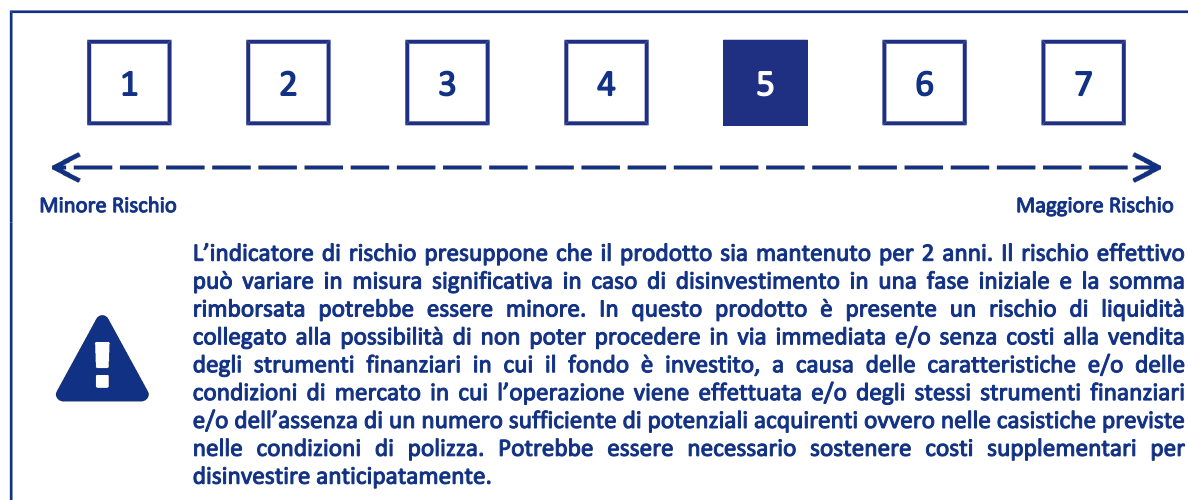 1 2 3 4 5 6 7
Minore Rischio Maggiore Rischio
L'indicatore di rischio presuppone che il prodotto sia mantenuto per 2 anni. Il rischio effettivo
può variare in misura significativa in caso di disinvestimento in una fase iniziale e la somma
rimborsata potrebbe essere minore. In questo prodotto è presente un rischio di liquidità
collegato alla possibilità di non poter procedere in via immediata e/o senza costi alla vendita
degli strumenti finanziari in cui il fondo è investito, a causa delle caratteristiche e/o delle
condizioni di mercato in cui l'operazione viene effettuata e/o degli stessi strumenti finanziari
e/o dell'assenza di un numero sufficiente di potenziali acquirenti ovvero nelle casistiche previste
nelle condizioni di polizza. Potrebbe essere necessario sostenere costi supplementari per
disinvestire anticipatamente.